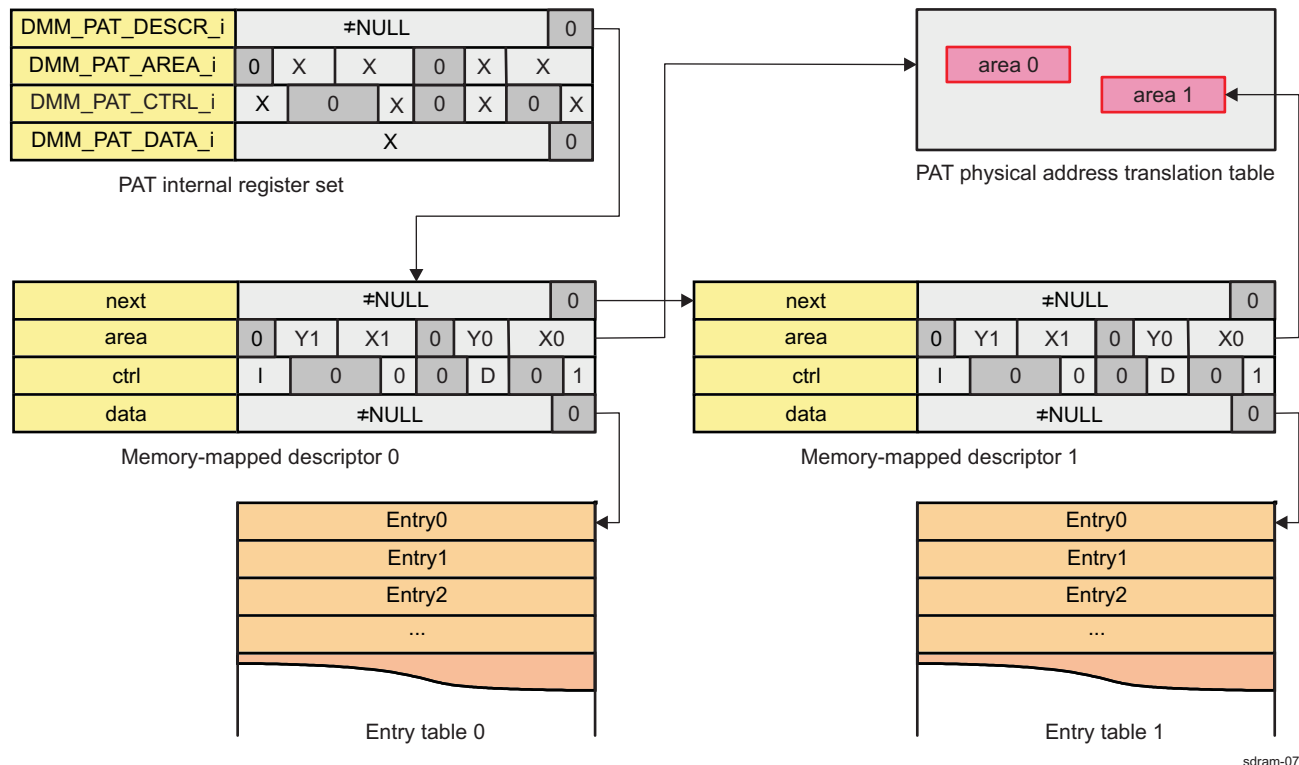 DMM_PAT_DESCR_i ≠NULL 0
DMM_PAT_AREA_i 0 X X 0 X X
DMM_PAT_CTRL_i X 0 X 0 X 0 X
DMM_PAT_DATA_i X 0
PAT internal register set
area 0
area 1
PAT physical address translation table
next ≠NULL 0
area 0 Y1 X1 0 Y0 X0
ctrl I 0 0 0 D 0 1
data ≠NULL 0
Memory-mapped descriptor 0
next ≠NULL 0
area 0 Y1 X1 0 Y0 X0
ctrl I 0 0 0 D 0 1
data ≠NULL 0
Memory-mapped descriptor 1
Entry0
Entry1
Entry2
...
Entry table 0
Entry0
Entry1
Entry2
...
Entry table 1
sdram-07